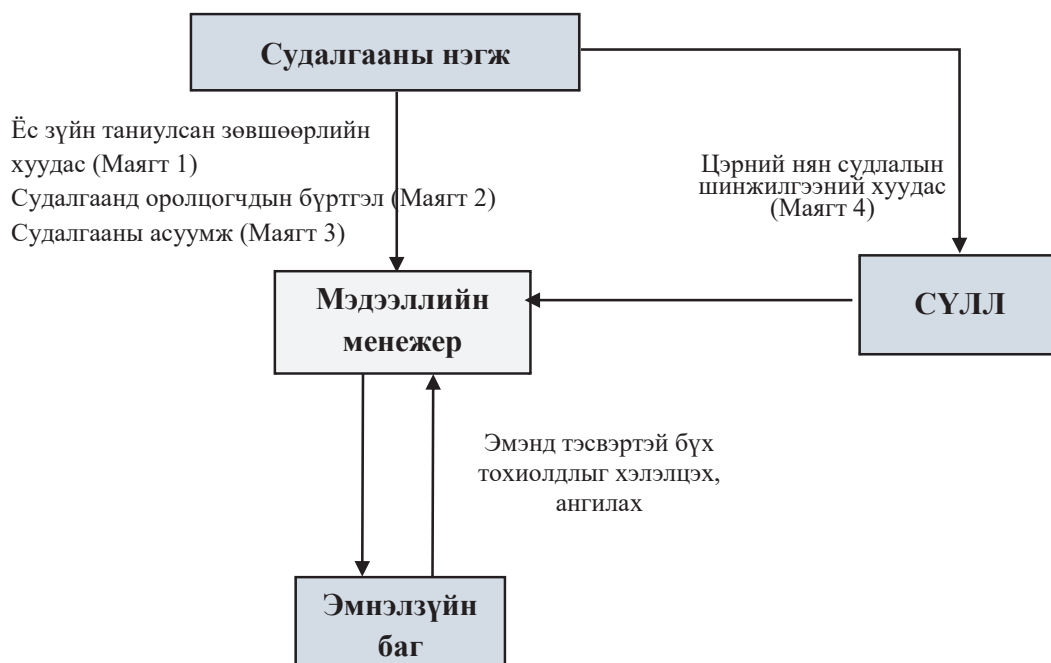 Судалгааны нэгж
Ёс зүйн таниулсан зөвшөөрлийн
хуудас (Маягт 1)
Судалгаанд оролцогчдын бүртгэл (Маягт 2)
Судалгааны асуумж (Маягт 3)
Цэрний нян судлалын
шинжилгээний хуудас
(Маягт 4)
Мэдээллийн
менежер
СҮЛЛ
Эмэнд тэсвэртэй бүх
тохиолдлыг хэлэлцэх,
ангилах
Эмнэлзүйн
баг